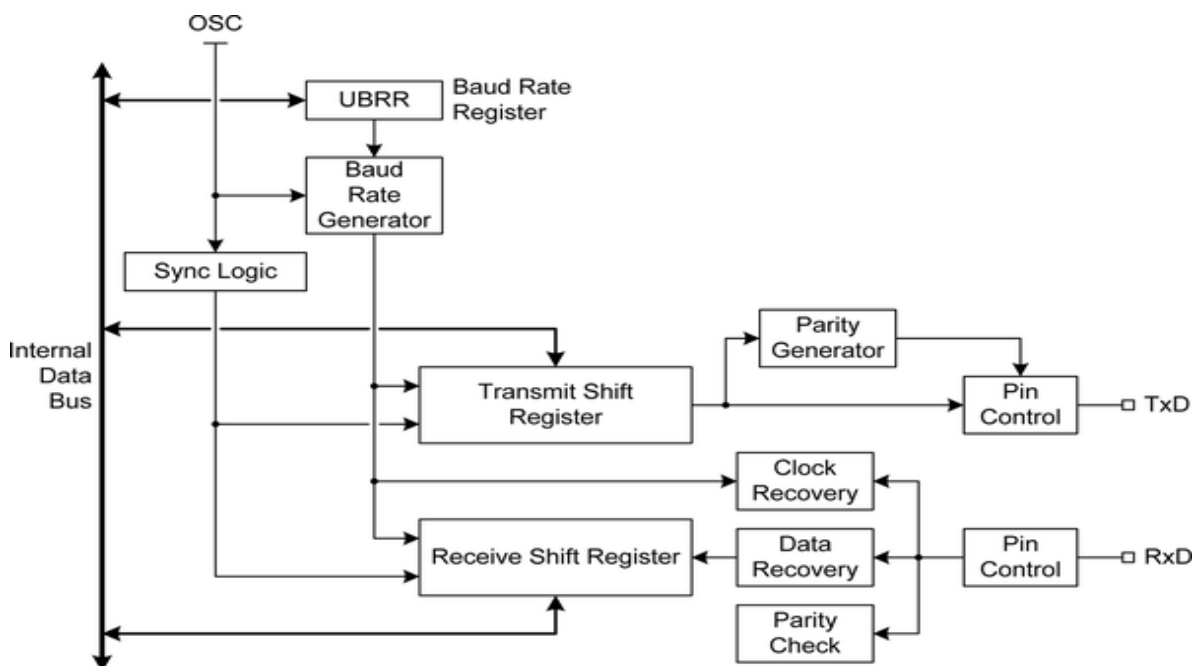 OSC
UBRR
Baud Rate
Register
Baud
Rate
Generator
Sync Logic
Internal
Data
Bus
Parity
Generator
Transmit Shift
Register
Pin
Control
TxD
Clock
Recovery
Receive Shift Register
Data
Recovery
Pin
Control
RxD
Parity
Check